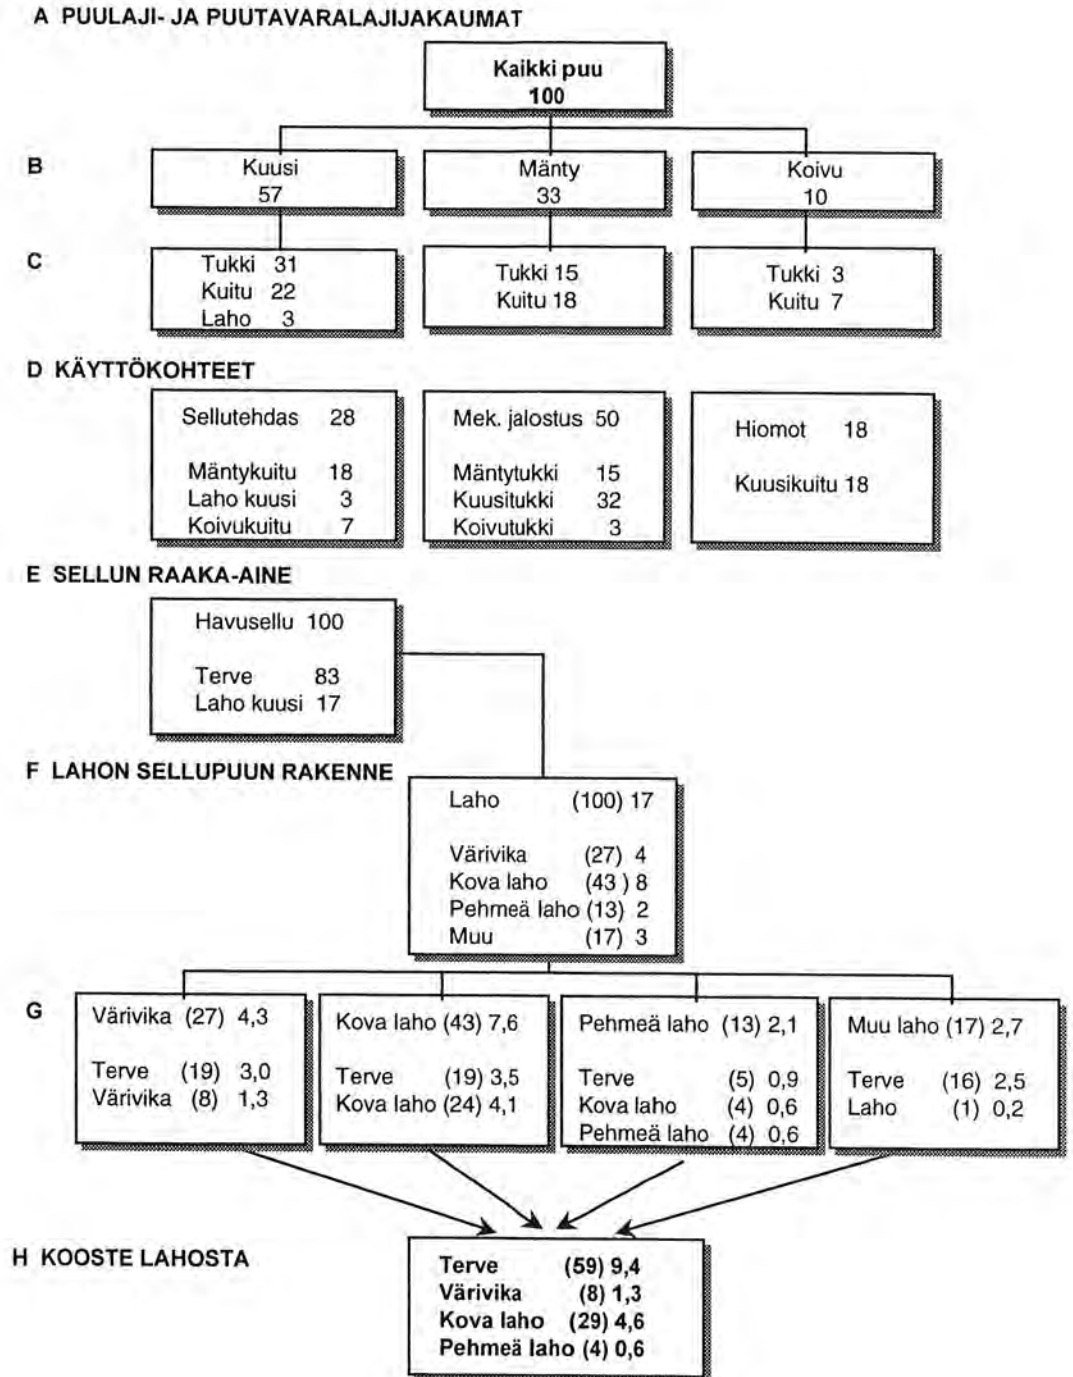 A PUULAJI- JA PUUTAVARALAJIJAKAUMAT
Kaikki puu
100
B
Kuusi
57
Mänty
33
Koivu
10
C
Tukki 31
Kuitu 22
Laho 3
Tukki 15
Kuitu 18
Tukki 3
Kuitu 7
D KÄYTTÖKOHTEET
Sellutehdas 28
Mäntykuitu 18
Laho kuusi 3
Koivukuitu 7
Mek. jalostus 50
Mäntytukki 15
Kuusitukki 32
Koivutukki 3
Hiomot 18
Kuusikuitu 18
E SELLUN RAAKA-AINE
Havusellu 100
Terve 83
Laho kuusi 17
F LAHON SELLUPUUN RAKENNE
Laho (100) 17
Värivika (27) 4
Kova laho (43 ) 8
Pehmeä laho (13) 2
Muu (17) 3
G
Värivika (27) 4,3
Terve (19) 3,0
Värivika (8) 1,3
Kova laho (43) 7,6
Terve (19) 3,5
Kova laho (24) 4,1
Pehmeä laho (13) 2,1
Terve (5) 0,9
Kova laho (4) 0,6
Pehmeä laho (4) 0,6
Muu laho (17) 2,7
Terve (16) 2,5
Laho (1) 0,2
H KOOSTE LAHOSTA
Terve (59) 9,4
Värivika (8) 1,3
Kova laho (29) 4,6
Pehmeä laho (4) 0,6